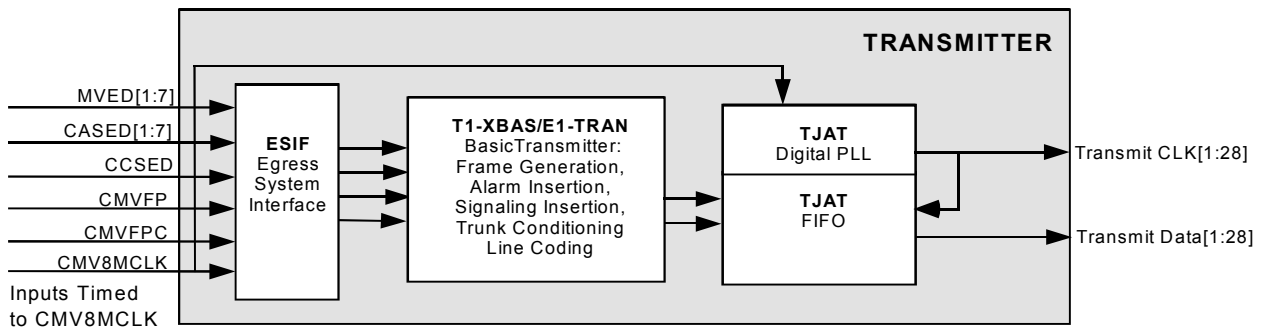 TRANSMITTER
MVED[1:7]
CASED[1:7]
CCSED
CMVFP
CMVFPC
CMV8MCLK
Inputs Timed
to CMV8MCLK
ESIF
Egress
System
Interface
T1-XBAS/E1-TRAN
BasicTransmitter:
Frame Generation,
Alarm Insertion,
Signaling Insertion,
Trunk Conditioning
Line Coding
TJAT
Digital PLL
TJAT
FIFO
Transmit CLK[1:28]
Transmit Data[1:28]